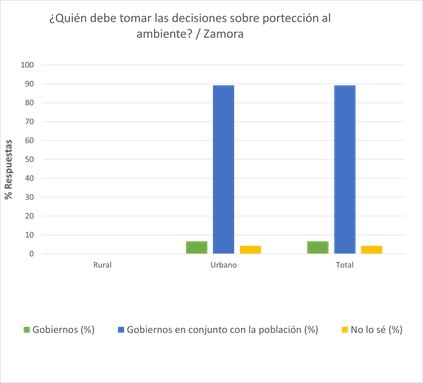 ¿Quién debe tomar las decisiones sobre portección al
ambiente? / Zamora
100
90
80
70
60
50
40
30
20
10
0
% Respuestas
Rural
Urbano
Total
Gobiernos (%)
Gobiernos en conjunto con la población (%)
No lo sé (%)